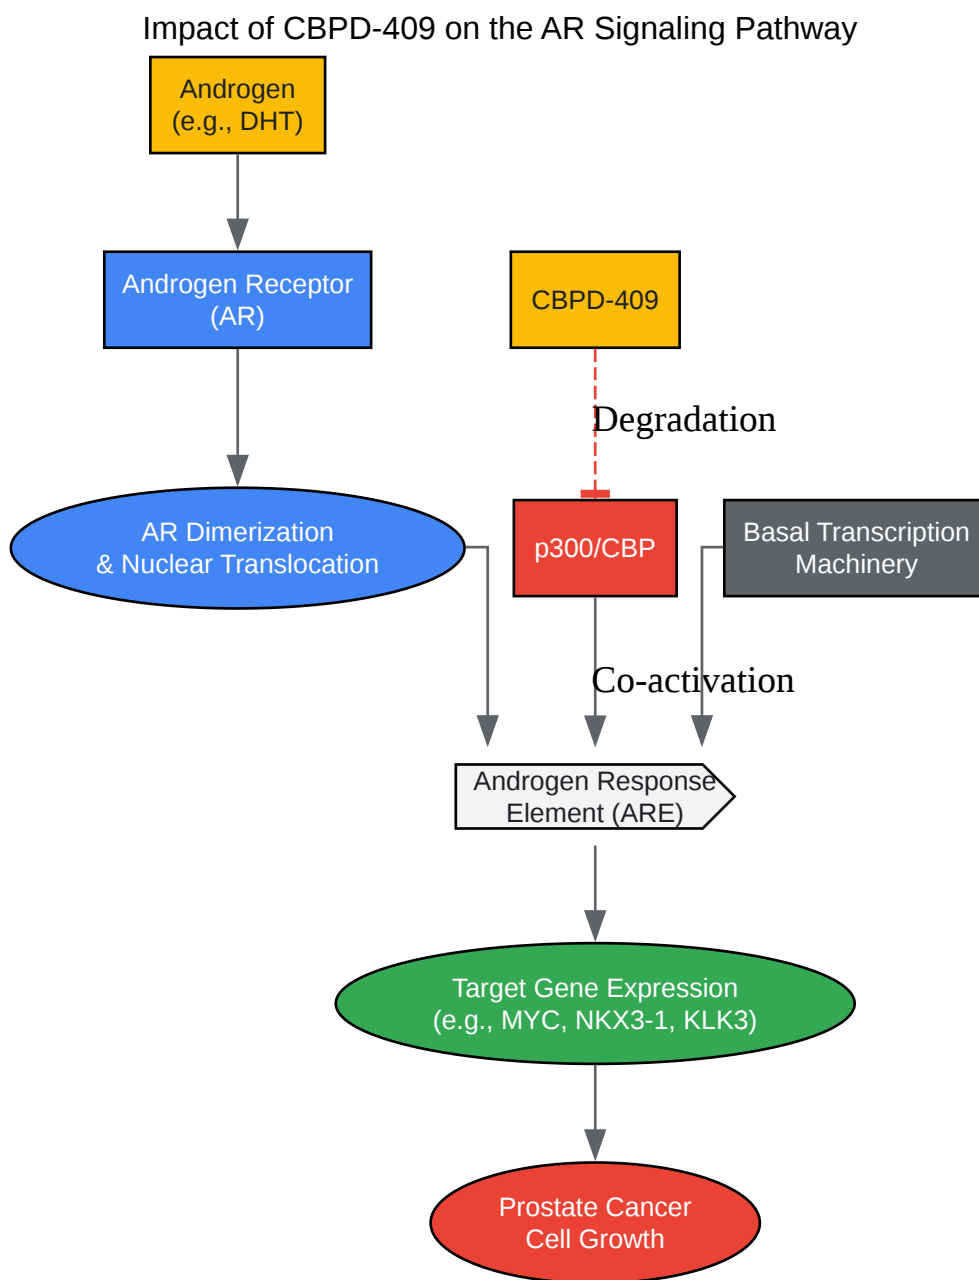 Impact of CBPD-409 on the AR Signaling Pathway
Androgen
(e.g., DHT)
Androgen Receptor
(AR)
CBPD-409
Degradation
AR Dimerization
& Nuclear Translocation
p300/CBP
Basal Transcription
Machinery
Co-activation
Androgen Response
Element (ARE)
Target Gene Expression
(e.g., MYC, NKX3-1, KLK3)
Prostate Cancer
Cell Growth